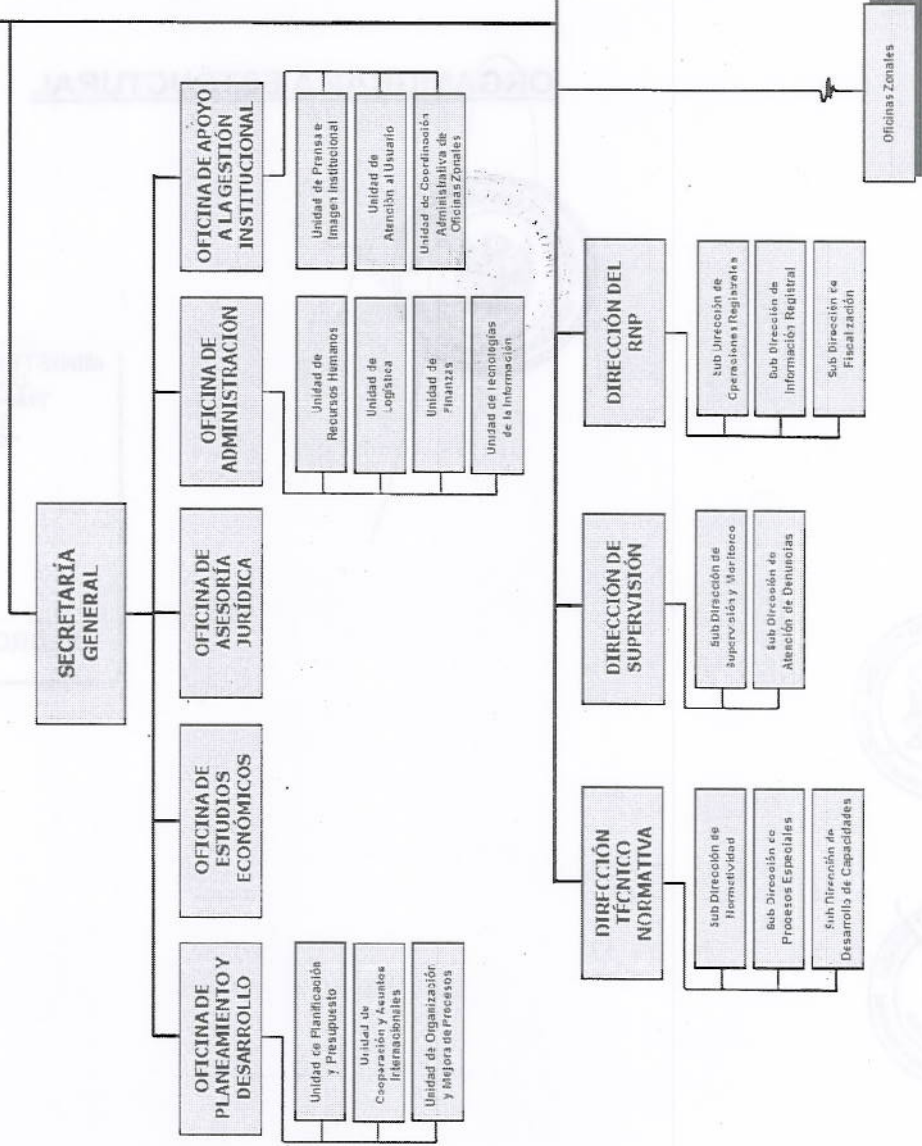 SECRETARÍA
GENERAL
OFICINA DE
PLANEAMIENTO Y
DESARROLLO
Unidad de Planificación
y Presupuesto
Unidad de
Cooperación y Asuntos
Internacionales
Unidad de Organización
y Mejora de Procesos
OFICINA DE
ESTUDIOS
ECONÓMICOS
OFICINA DE
ASESORÍA
JURÍDICA
OFICINA DE
ADMINISTRACIÓN
Unidad de
Recursos Humanos
Unidad de
Logística
Unidad de
Finanzas
Unidad de Tecnologías
de la Información
OFICINA DE APOYO
A LA GESTIÓN
INSTITUCIONAL
Unidad de Prensa e
Imagen Institucional
Unidad de
Atención al Usuario
Unidad de Coordinación
Administrativa de
Oficinas Zonales
DIRECCIÓN
TÉCNICO
NORMATIVA
Sub Dirección de
Normatividad
Sub Dirección de
Procesos Especiales
Sub Dirección de
Desarrollo de Capacidades
DIRECCIÓN DE
SUPERVISIÓN
Sub Dirección de
Supervisión y Monitoreo
Sub Dirección de
Atención de Denuncias
DIRECCIÓN DEL
RNP
Sub Dirección de
Operaciones Registrales
Sub Dirección de
Información Registral
Sub Dirección de
Fiscalización
Oficinas Zonales
ORGANIGRAMA ESTRUCTURAL